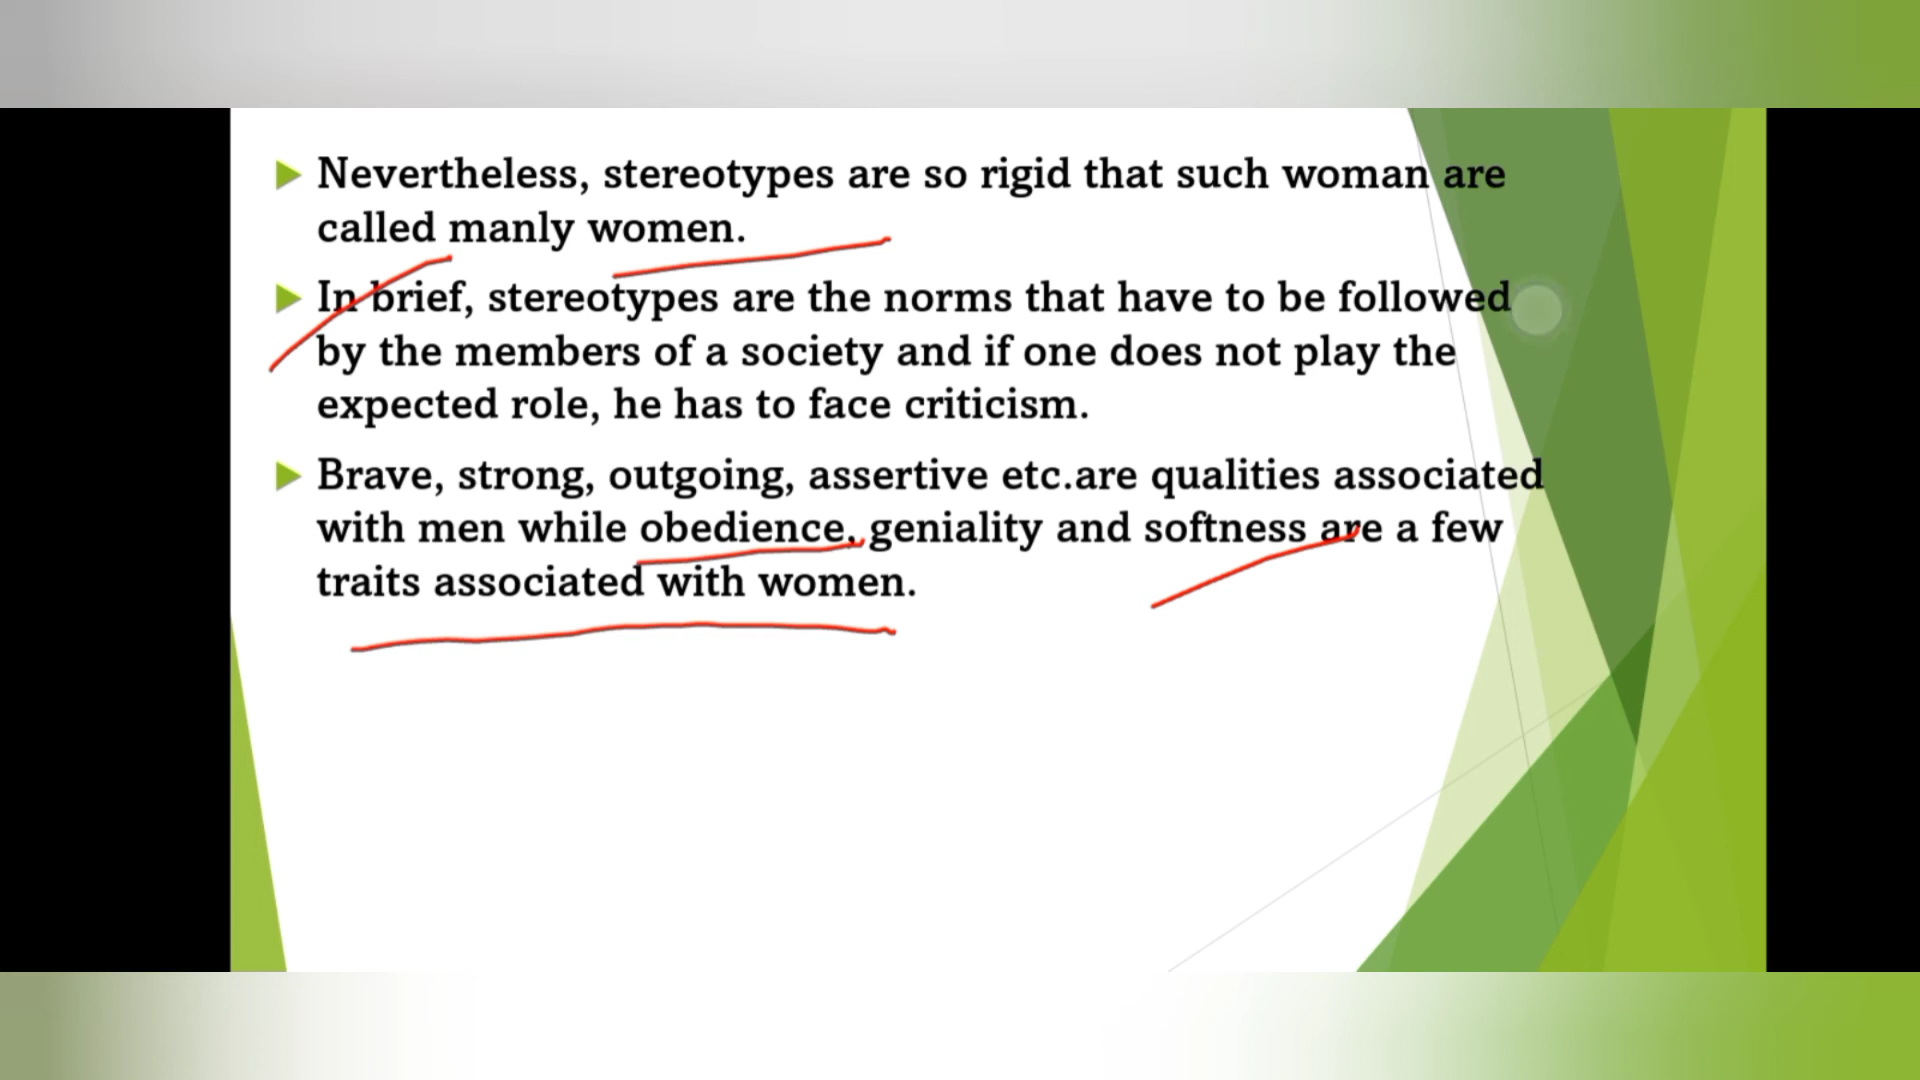 Nevertheless, stereotypes are so rigid that such woman are
called manly women.
In brief, stereotypes are the norms that have to be followed
by the members of a society and if one does not play the
expected role, he has to face criticism.
Brave, strong, outgoing, assertive etc.are qualities associated
with men while obedience, geniality and softness are a few
traits associated with women.